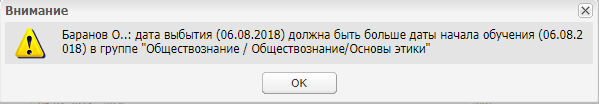 Внимание
Баранов О..: дата выбытия (06.08.2018) должна быть больше даты начала обучения (06.08.2
018) в группе "Обществознание / Обществознание/Основы этики"
OK